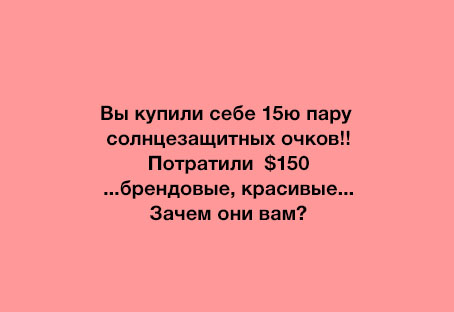 Вы купили себе 15ю пару
солнцезащитных очков!!
Потратили $150
...брендовые, красивые...
Зачем они вам?